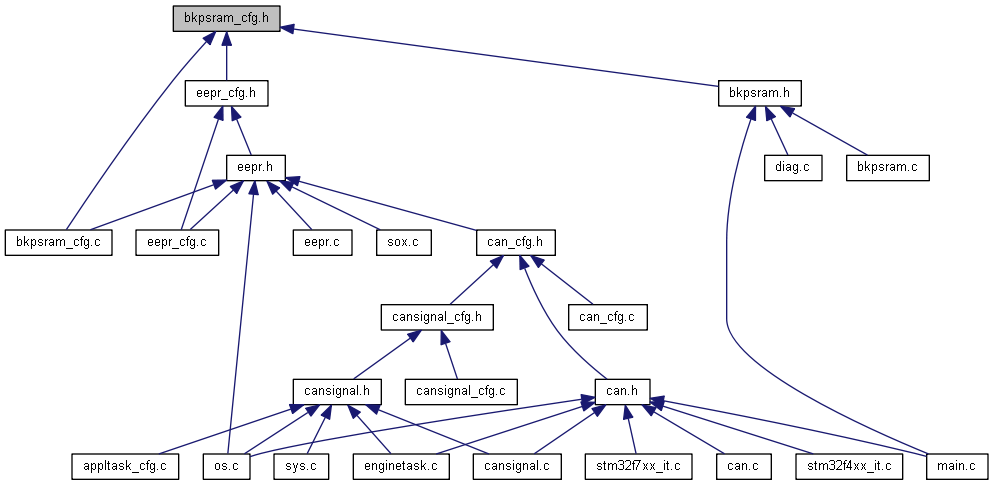 bkpsram_cfg.h
eepr_cfg.h
bkpsram.h
eepr.h
diag.c
bkpsram.c
bkpsram_cfg.c
eepr_cfg.c
eepr.c
sox.c
can_cfg.h
cansignal_cfg.h
can_cfg.c
cansignal.h
cansignal_cfg.c
can.h
appltask_cfg.c
os.c
sys.c
enginetask.c
cansignal.c
stm32f7xx_it.c
can.c
stm32f4xx_it.c
main.c